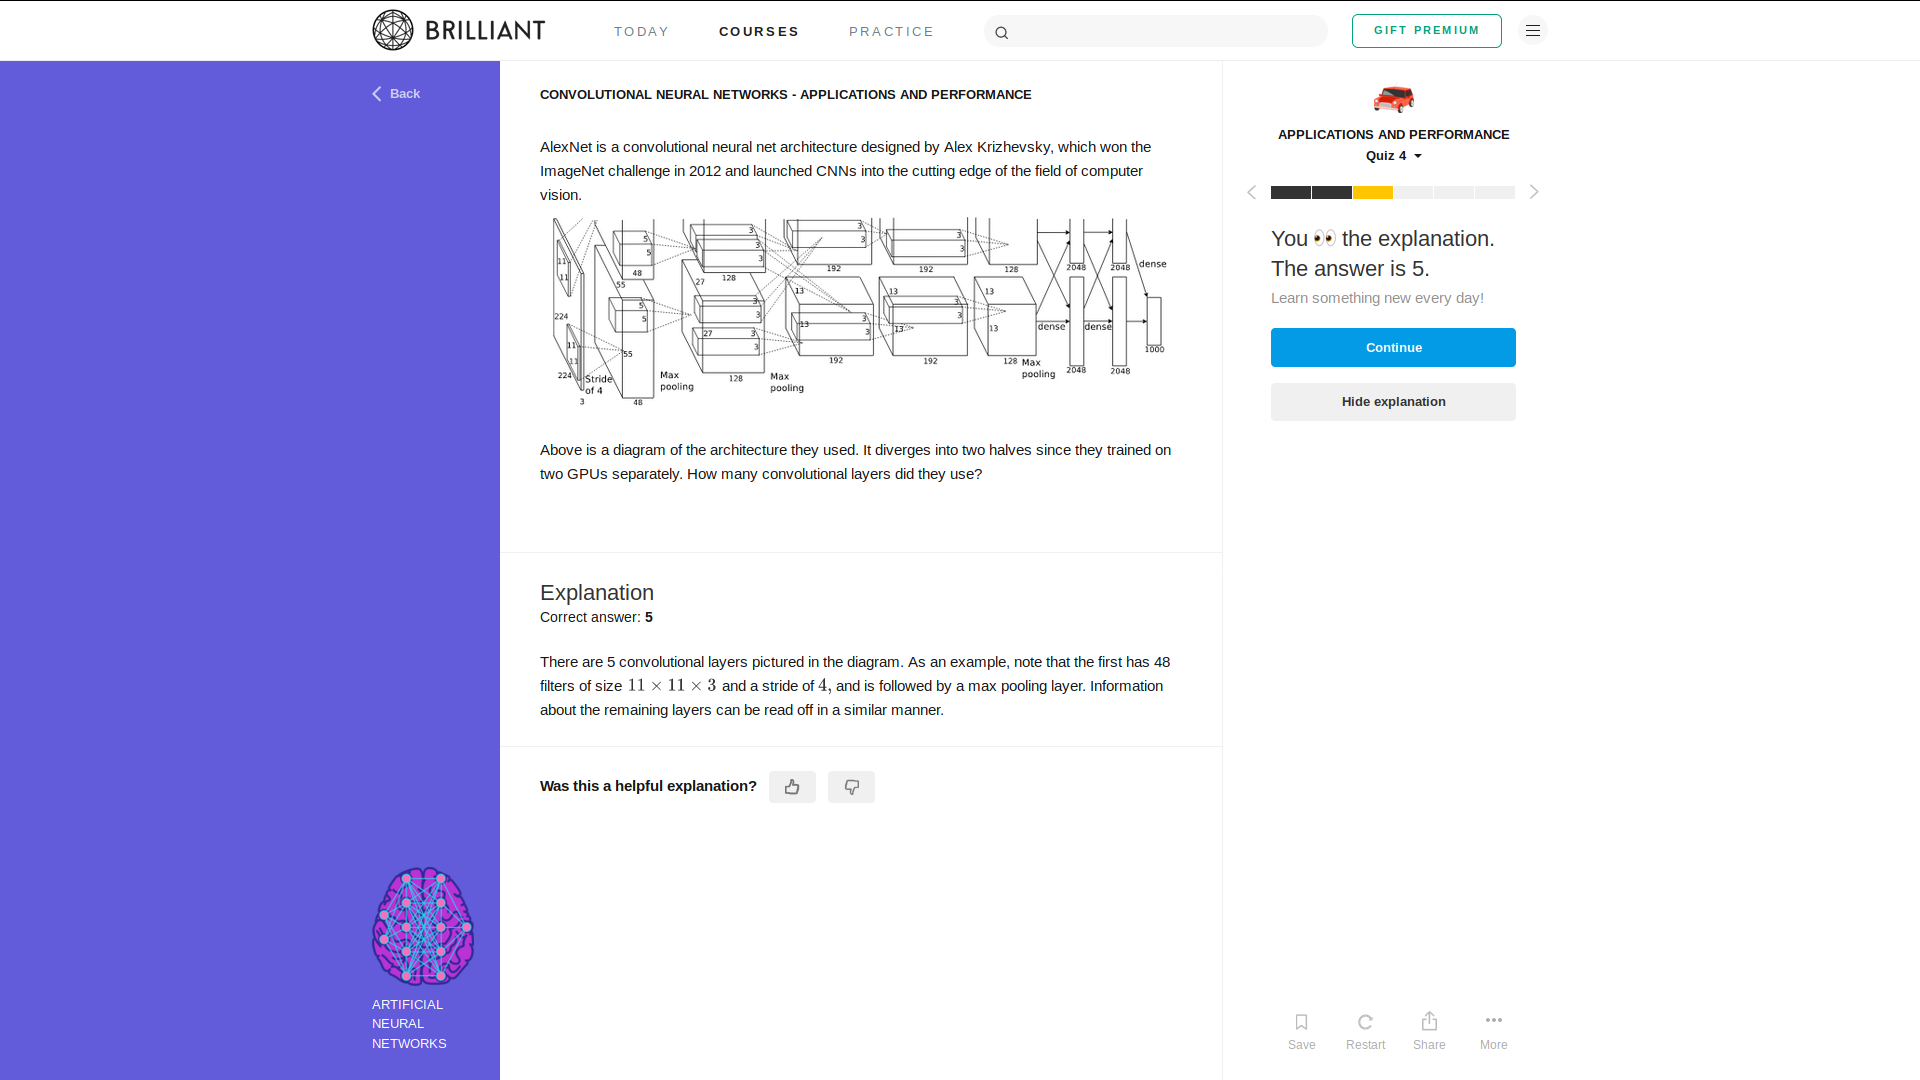 BRILLIANT
TODAY
COURSES
PRACTICE
GIFT PREMIUM
Back
CONVOLUTIONAL NEURAL NETWORKS - APPLICATIONS AND PERFORMANCE
AlexNet is a convolutional neural net architecture designed by Alex Krizhevsky, which won the
ImageNet challenge in 2012 and launched CNNs into the cutting edge of the field of computer
vision.
5 3 3 3
11 5 3 3 3
11 48 3 192 192 128 2048 2048 dense
55 27 128
5 3 13 13 13
224 5 3 13 3 13 3 13
27 3 3 3 dense dense
11 55 3 192 192 128 1000
11 Max
224 Stride Max 128 Max pooling 2048 2048
of 4 pooling pooling
3 48
Above is a diagram of the architecture they used. It diverges into two halves since they trained on
two GPUs separately. How many convolutional layers did they use?
Explanation
Correct answer: 5
There are 5 convolutional layers pictured in the diagram. As an example, note that the first has 48
filters of size 11 × 11 × 3 and a stride of 4, and is followed by a max pooling layer. Information
about the remaining layers can be read off in a similar manner.
Was this a helpful explanation?
APPLICATIONS AND PERFORMANCE
Quiz 4
You 👀 the explanation.
The answer is 5.
Learn something new every day!
Continue
Hide explanation
Save
Restart
Share
More
ARTIFICIAL
NEURAL
NETWORKS